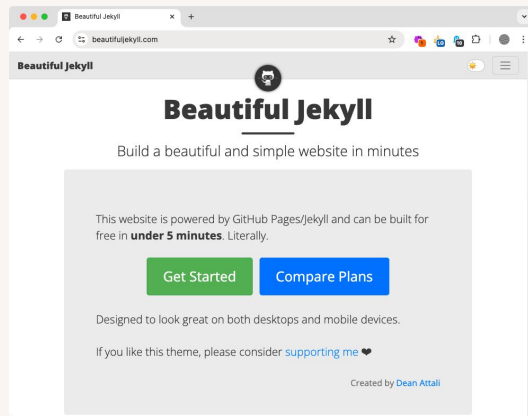 Beautiful Jekyll
beautifuljekyll.com
Beautiful Jekyll
Beautiful Jekyll
Build a beautiful and simple website in minutes
This website is powered by GitHub Pages/Jekyll and can be built for
free in under 5 minutes. Literally.
Get Started Compare Plans
Designed to look great on both desktops and mobile devices.
If you like this theme, please consider supporting me ❤
Created by Dean Attali